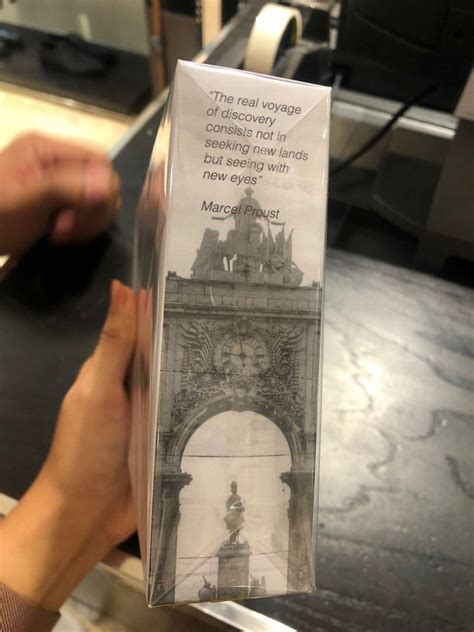 "The real voyage
of discovery
consists not in
seeking new lands
but seeing with
new eyes"
Marcel Proust